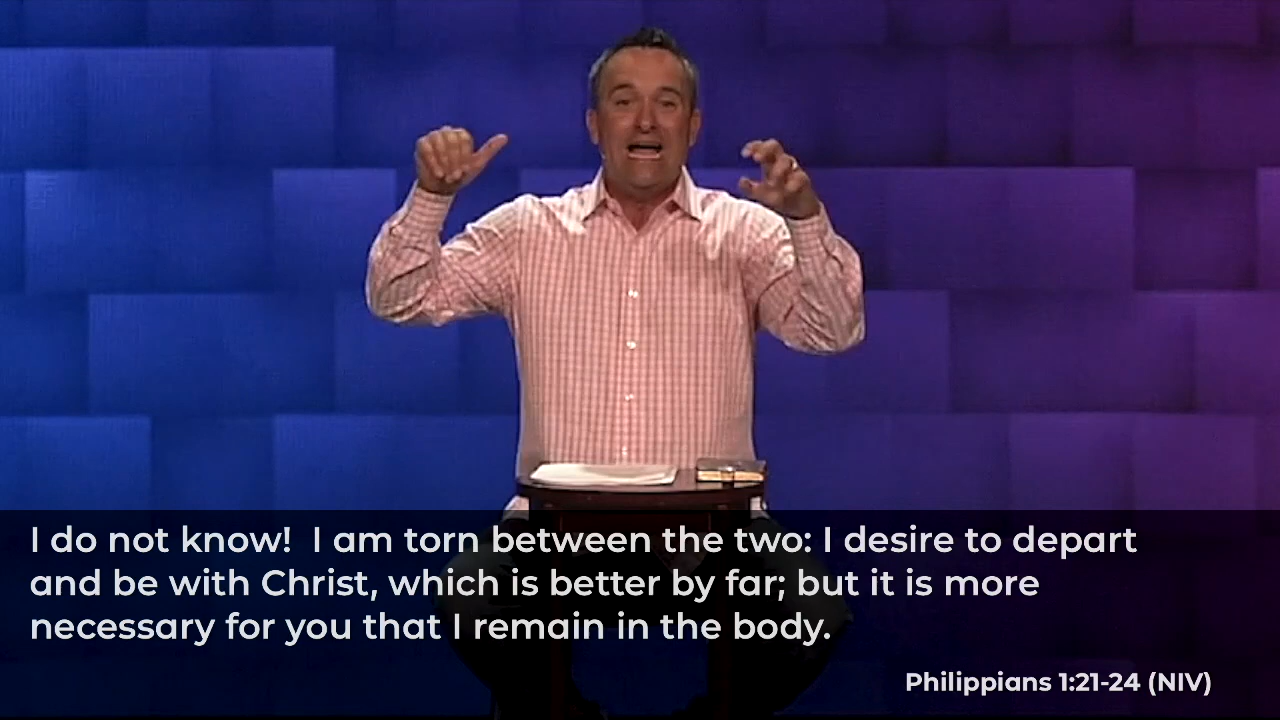 I do not know!  I am torn between the two: I desire to depart
and be with Christ, which is better by far; but it is more
necessary for you that I remain in the body.
Philippians 1:21-24 (NIV)